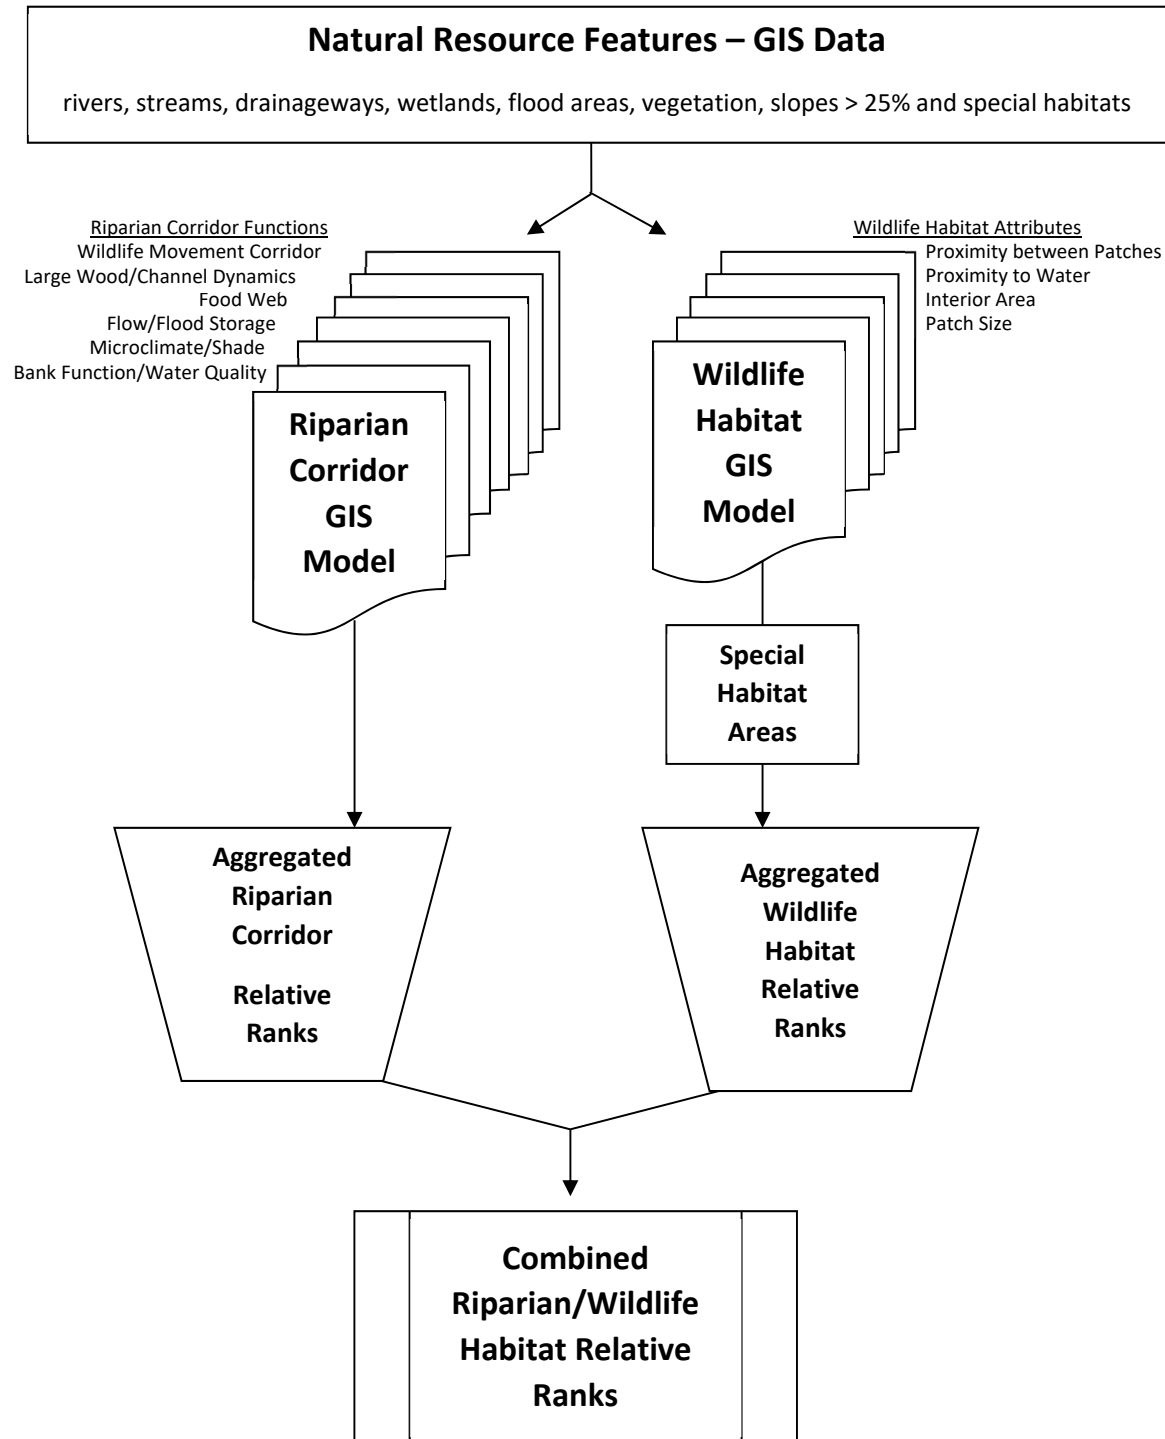 Natural Resource Features – GIS Data
rivers, streams, drainageways, wetlands, flood areas, vegetation, slopes > 25% and special habitats
Riparian Corridor Functions
Wildlife Movement Corridor
Large Wood/Channel Dynamics
Food Web
Flow/Flood Storage
Microclimate/Shade
Bank Function/Water Quality
Wildlife Habitat Attributes
Proximity between Patches
Proximity to Water
Interior Area
Patch Size
Riparian
Corridor
GIS
Model
Wildlife
Habitat
GIS
Model
Special
Habitat
Areas
Aggregated
Riparian
Corridor
Relative
Ranks
Aggregated
Wildlife
Habitat
Relative
Ranks
Combined
Riparian/Wildlife
Habitat Relative
Ranks